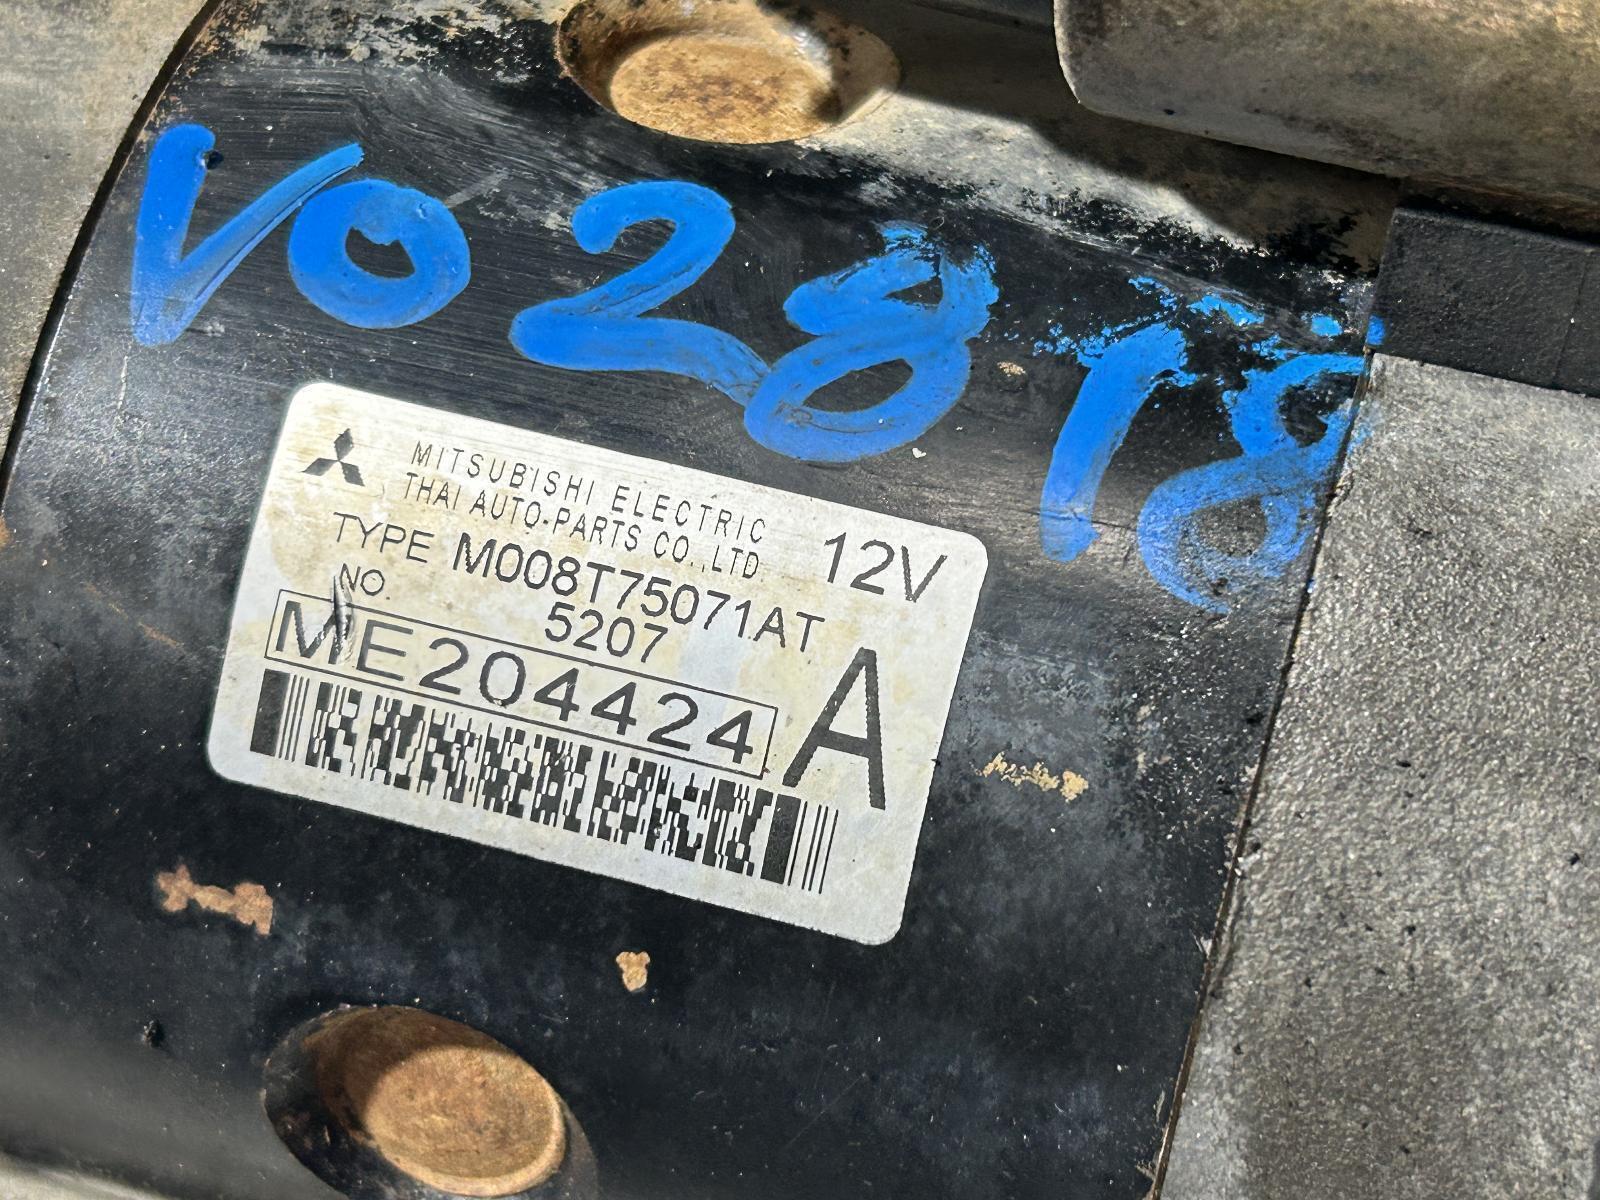 VO2818
MITSUBISHI ELECTRIC
THAI AUTO-PARTS CO.,LTD.
12V
TYPE M008T75071AT
NO. 5207
ME204424
A